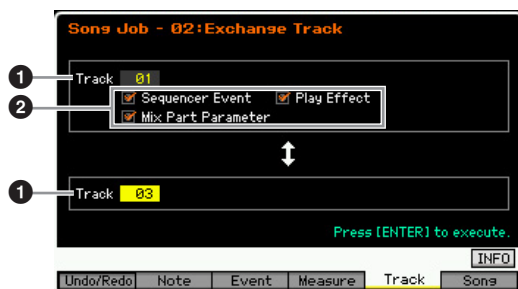 Song Job - 02:Exchange Track
1 Track 01
2 Sequencer Event Play Effect
Mix Part Parameter
1 Track 03
Press [ENTER] to execute.
INFO
Undo/Redo Note Event Measure Track Song